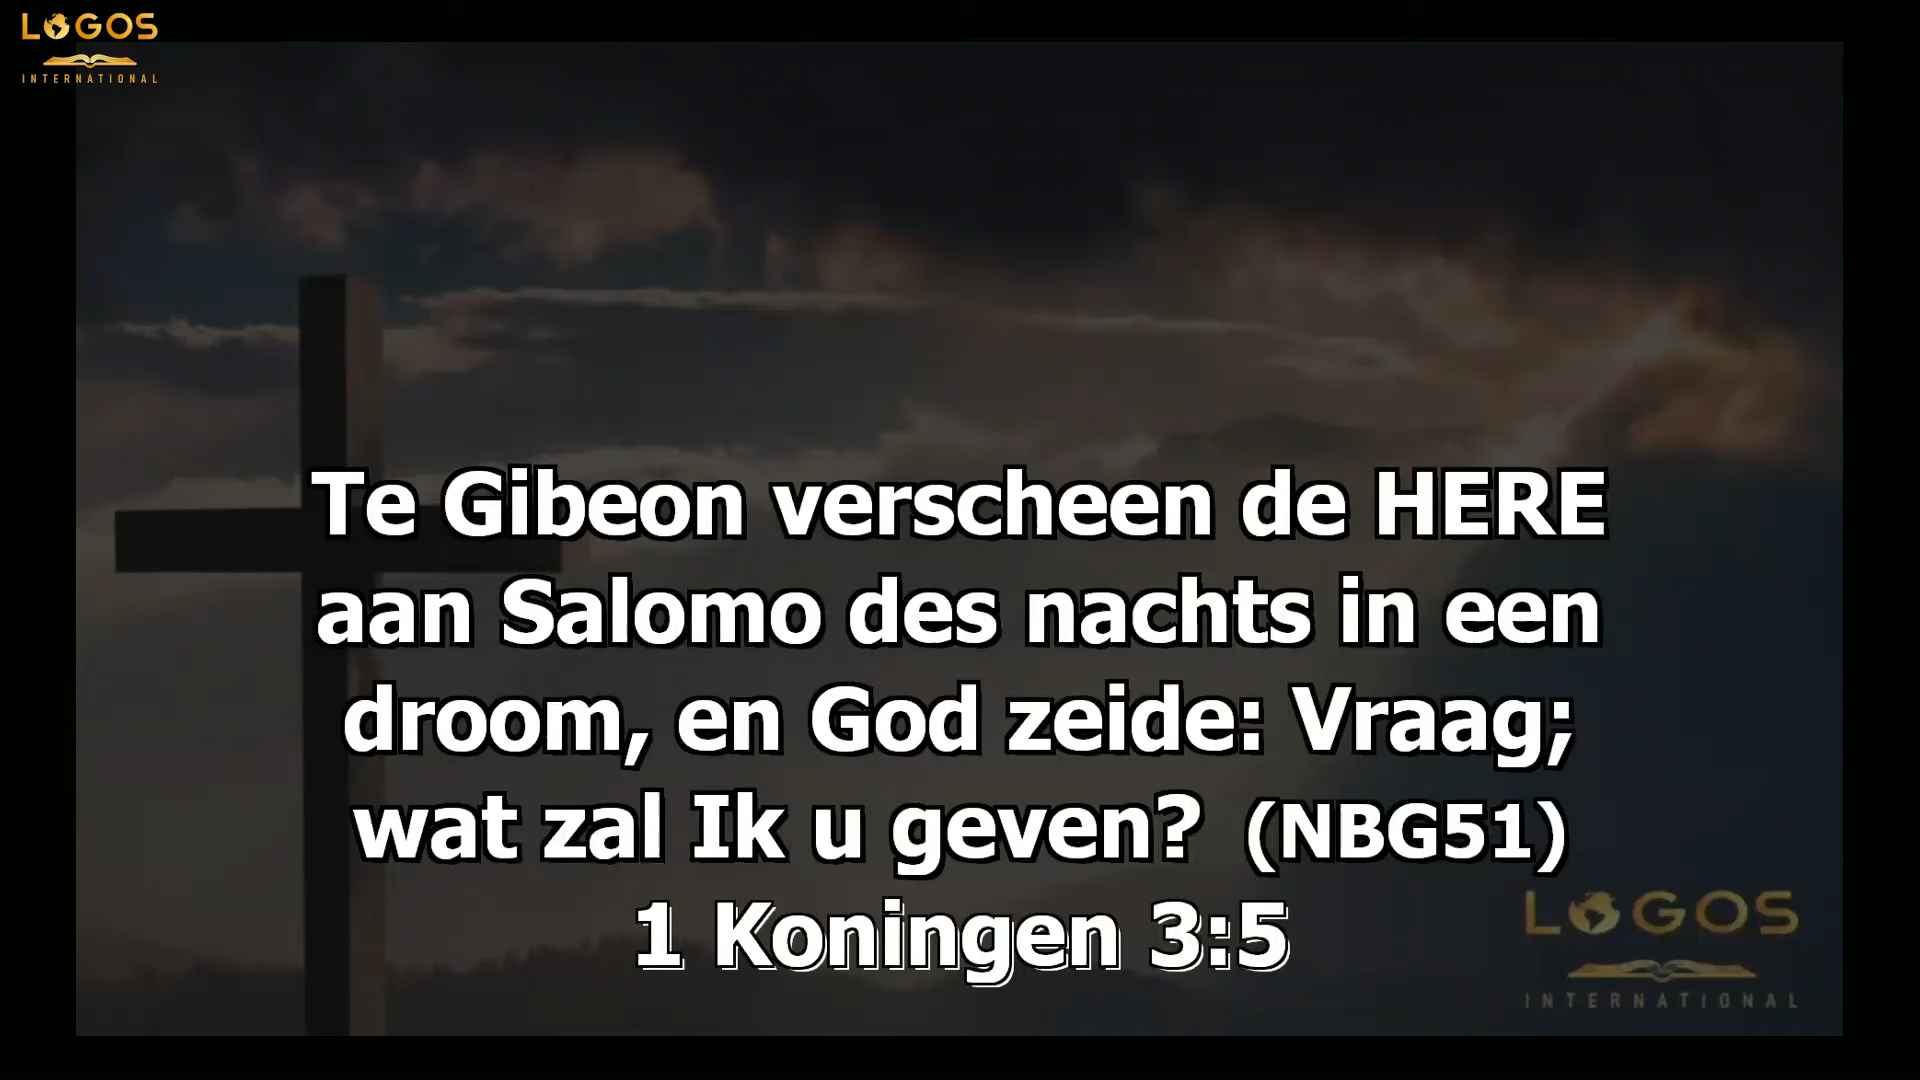 LOGOS
INTERNATIONAL
Te Gibeon verscheen de HERE
aan Salomo des nachts in een
droom, en God zeide: Vraag;
wat zal Ik u geven? (NBG51)
1 Koningen 3:5
LOGOS
INTERNATIONAL